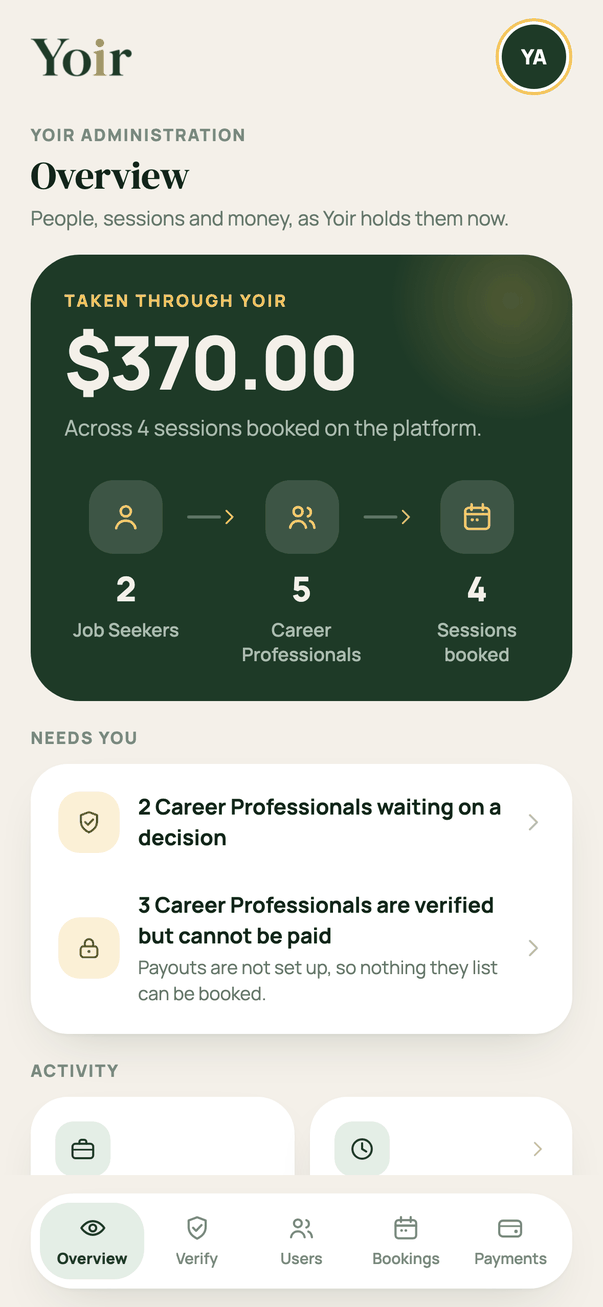 Yoir
YA
YOIR ADMINISTRATION
Overview
People, sessions and money, as Yoir holds them now.
TAKEN THROUGH YOIR
$370.00
Across 4 sessions booked on the platform.
2
Job Seekers
5
Career
Professionals
4
Sessions
booked
NEEDS YOU
2 Career Professionals waiting on a
decision
3 Career Professionals are verified
but cannot be paid
Payouts are not set up, so nothing they list
can be booked.
ACTIVITY
Overview
Verify
Users
Bookings
Payments